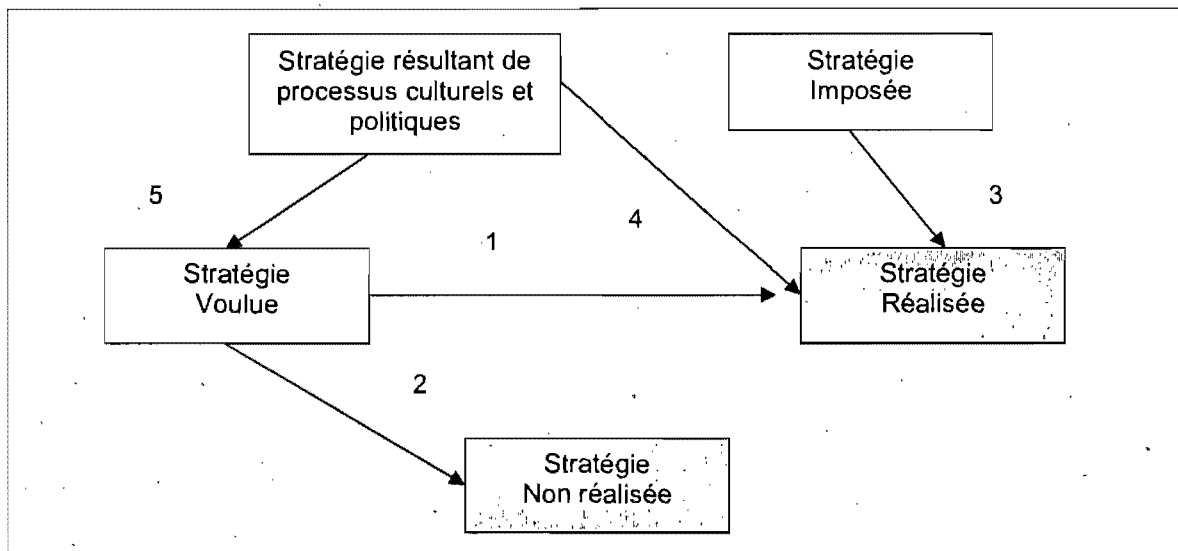 Stratégie résultant de
processus culturels et
politiques
Stratégie
Imposée
5
4
3
1
Stratégie
Voulue
Stratégie
Réalisée
2
Stratégie
Non réalisée